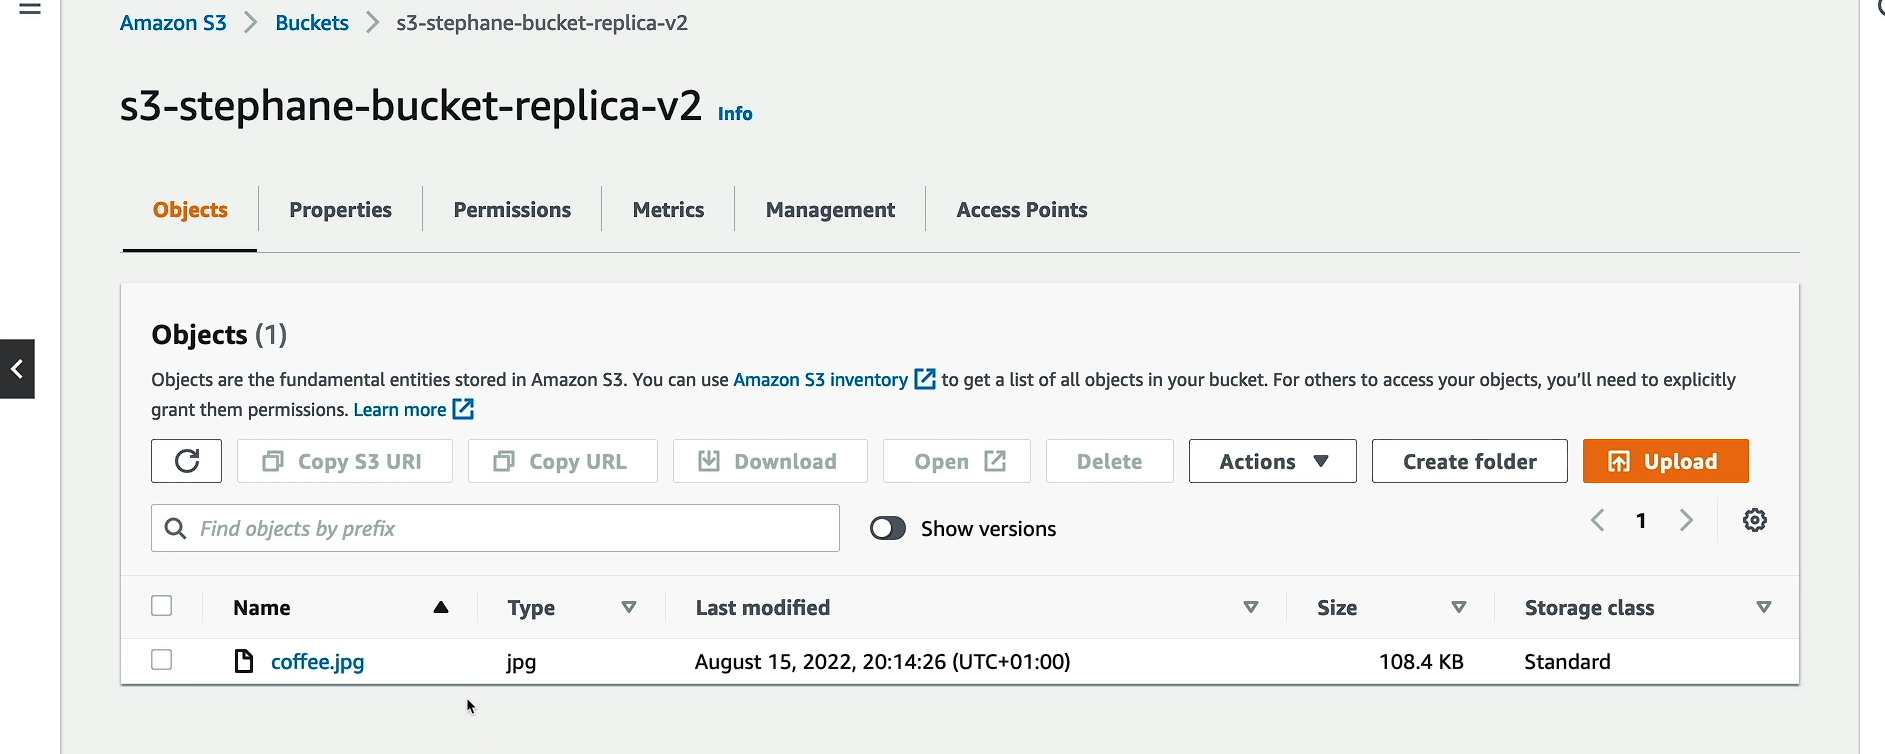 Amazon S3 > Buckets > s3-stephane-bucket-replica-v2
s3-stephane-bucket-replica-v2 Info
Objects Properties Permissions Metrics Management Access Points
Objects (1)
Objects are the fundamental entities stored in Amazon S3. You can use Amazon S3 inventory to get a list of all objects in your bucket. For others to access your objects, you'll need to explicitly
grant them permissions. Learn more
Copy S3 URI Copy URL Download Open Delete Actions Create folder Upload
Find objects by prefix Show versions 1
Name Type Last modified Size Storage class
coffee.jpg jpg August 15, 2022, 20:14:26 (UTC+01:00) 108.4 KB Standard